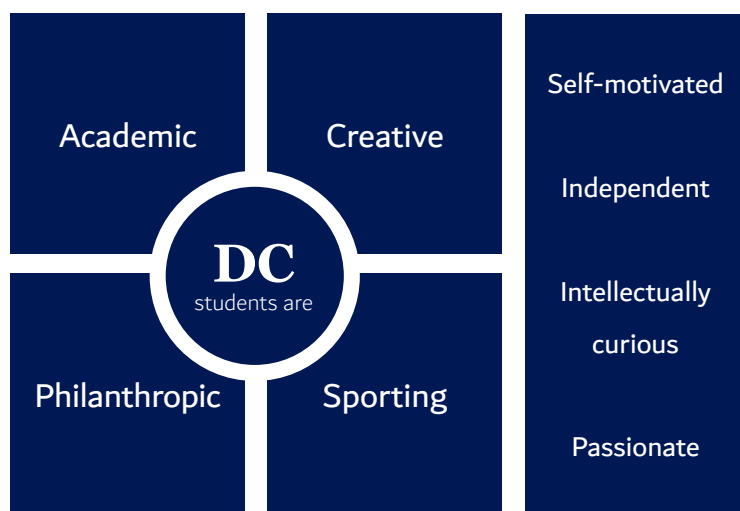 Academic
Creative
DC
students are
Philanthropic
Sporting
Self-motivated
Independent
Intellectually
curious
Passionate